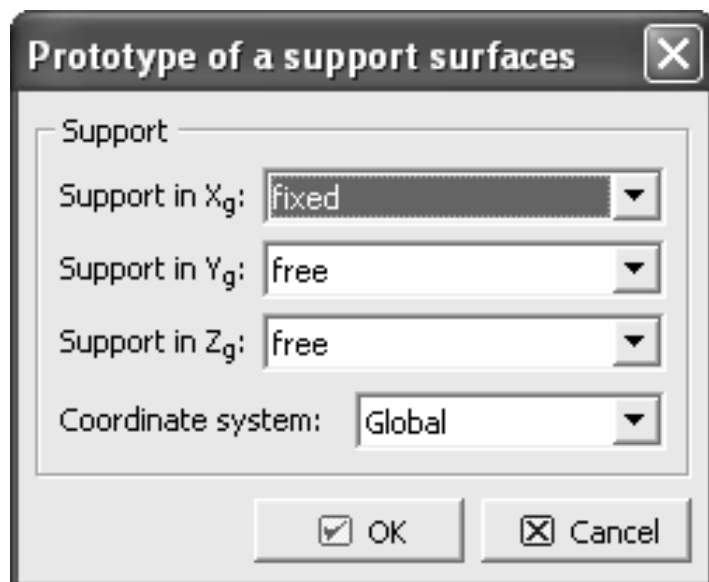 Prototype of a support surfaces
Support
Support in Xg: fixed
Support in Yg: free
Support in Zg: free
Coordinate system: Global
OK Cancel